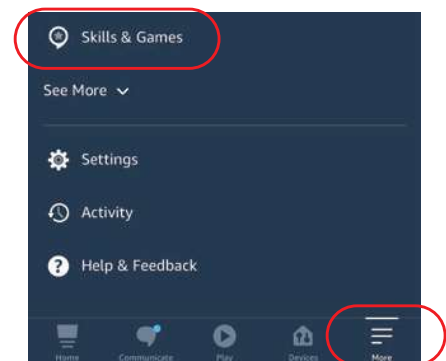 Skills & Games
See More
Settings
Activity
Help & Feedback
Home Communicate Play Devices More